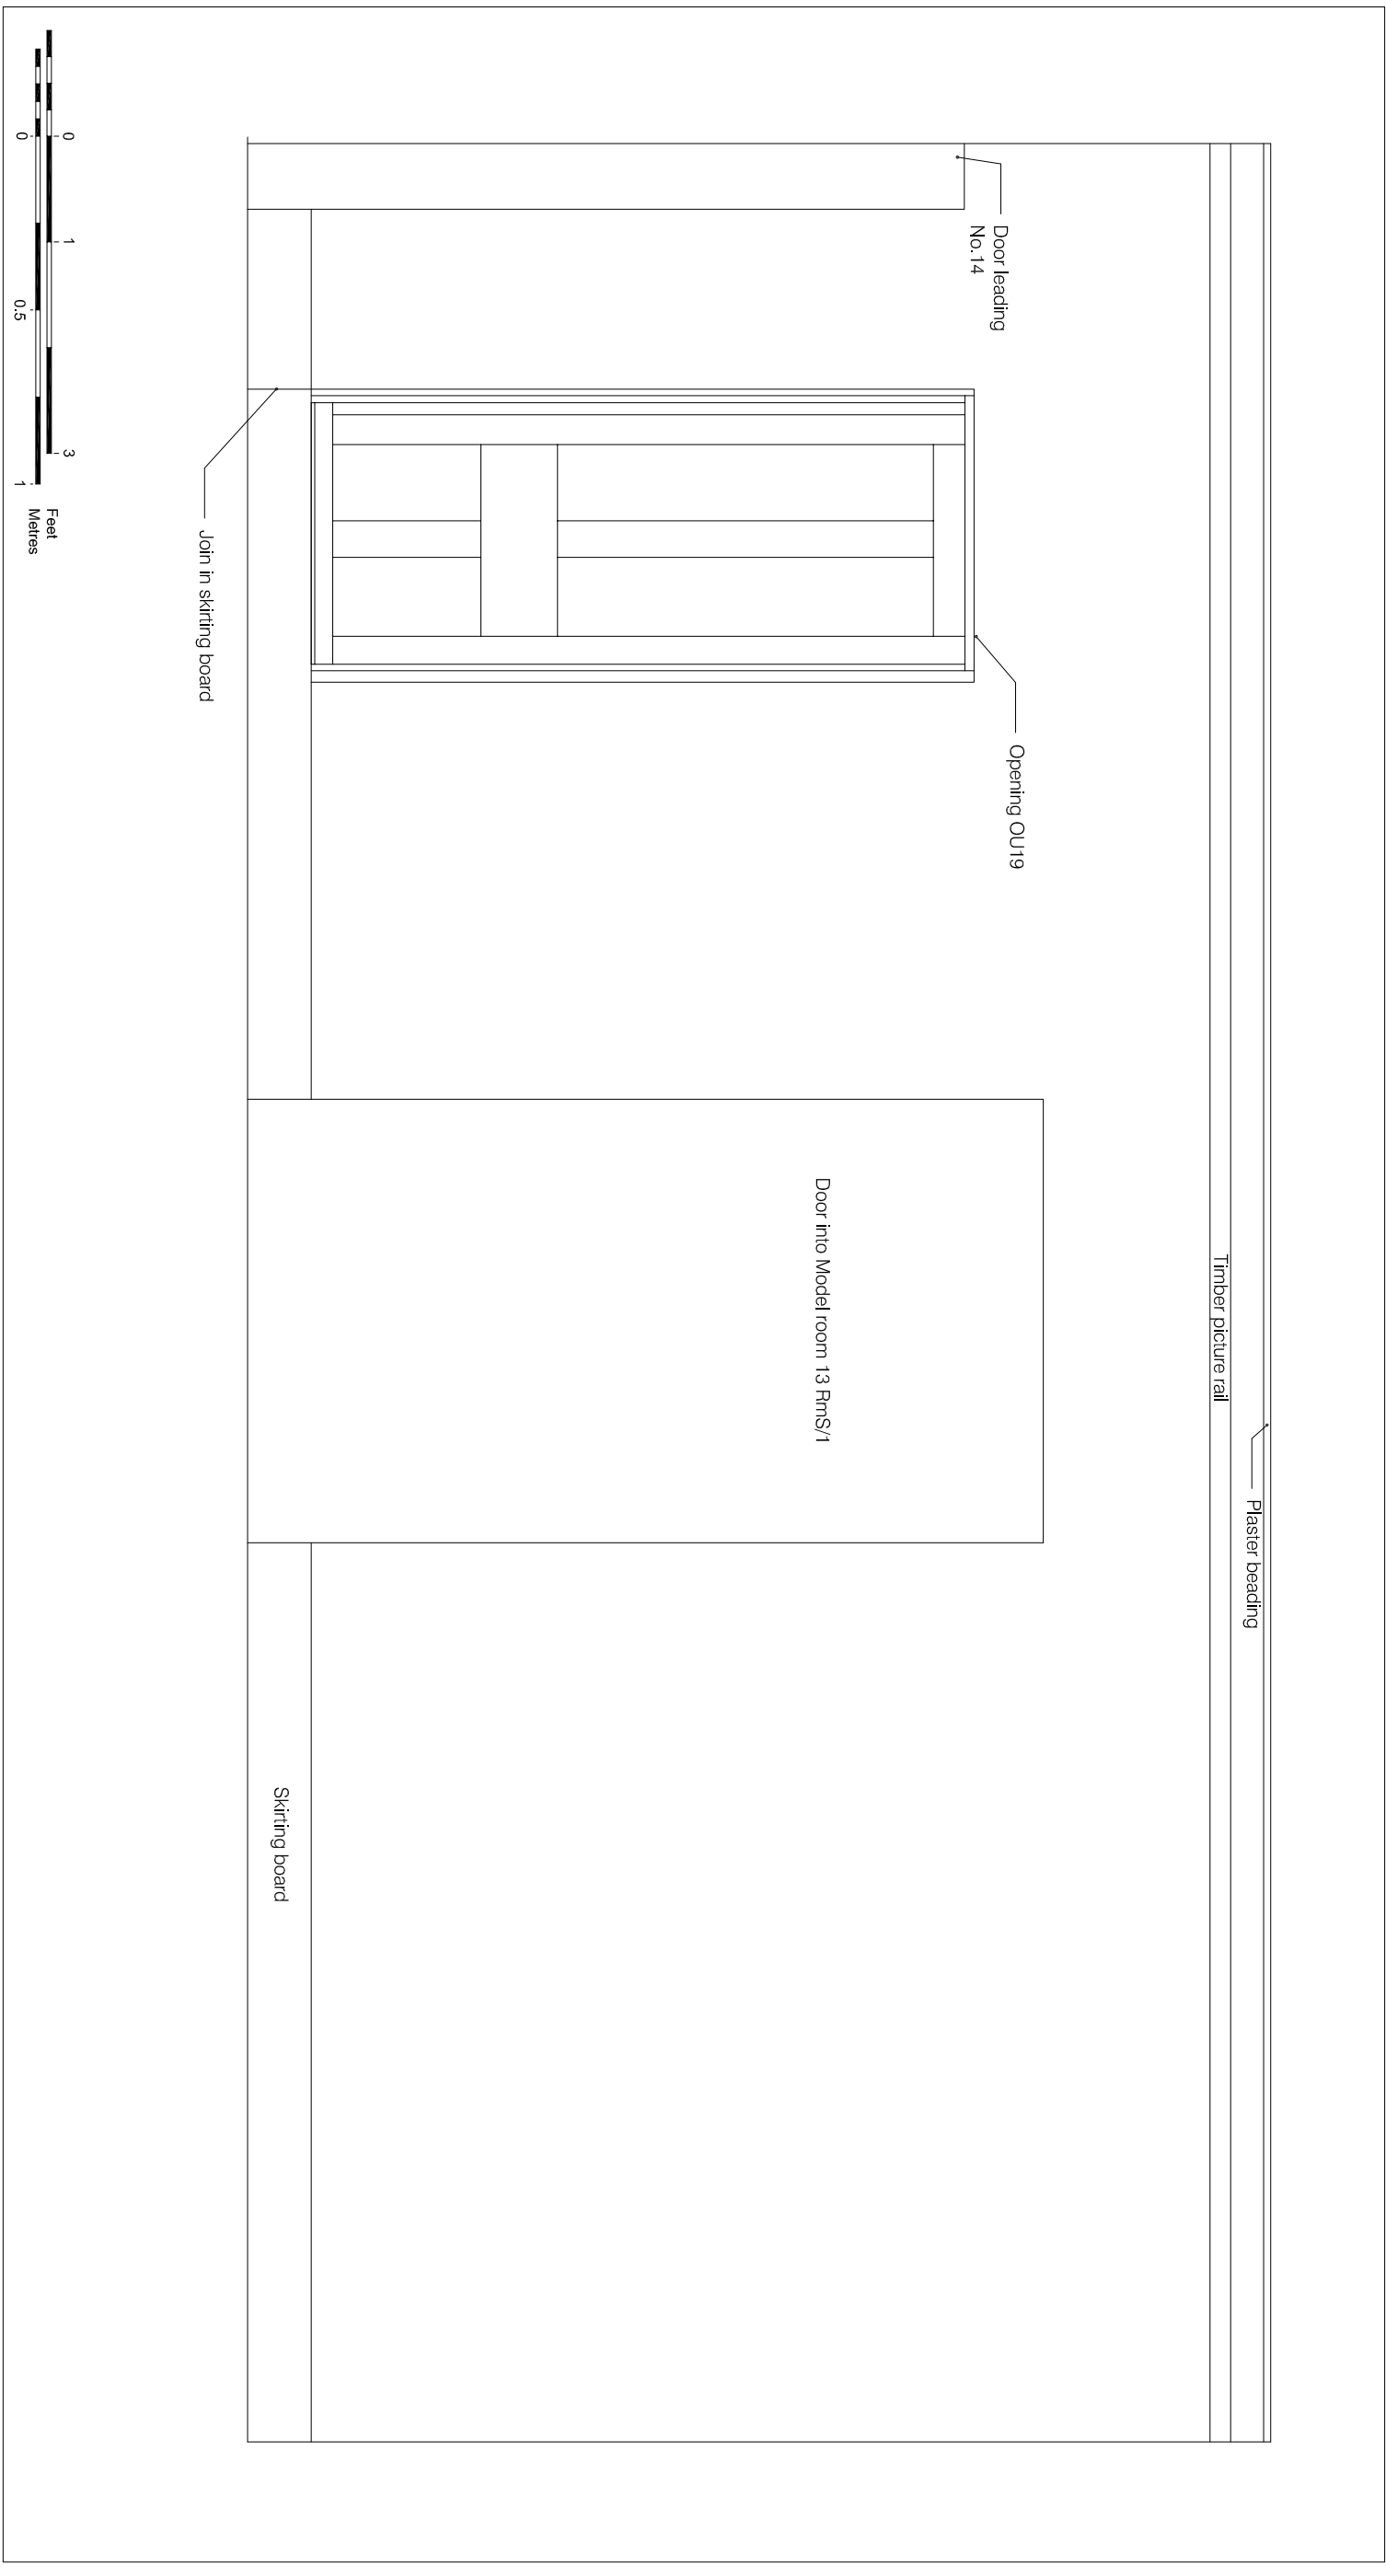 Plaster beading
Timber picture rail
Opening OU19
Door leading
No.14
Door into Model room 13 RmS/1
Skirting board
Join in skirting board
0 1 3 Feet
0 0.5 1 Metres